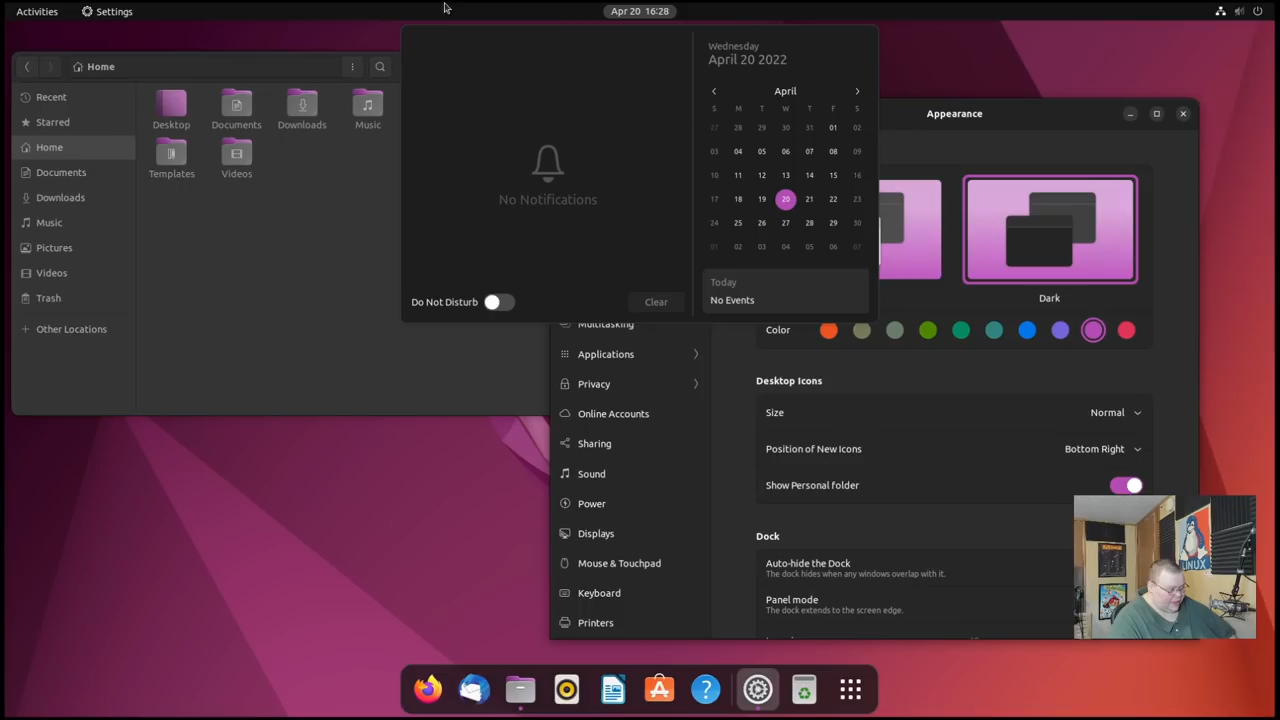 Activities
Settings
Apr 20 16:28
Home
Recent
Starred
Home
Documents
Downloads
Music
Pictures
Videos
Trash
Other Locations
Desktop
Documents
Downloads
Music
Templates
Videos
No Notifications
Do Not Disturb
Clear
Wednesday
April 20 2022
April
S M T W T F S
27 28 29 30 31 01 02
03 04 05 06 07 08 09
10 11 12 13 14 15 16
17 18 19 20 21 22 23
24 25 26 27 28 29 30
01 02 03 04 05 06 07
Today
No Events
Appearance
Dark
Color
Multitasking
Applications
Privacy
Online Accounts
Sharing
Sound
Power
Displays
Mouse & Touchpad
Keyboard
Printers
Desktop Icons
Size
Normal
Position of New Icons
Bottom Right
Show Personal folder
Dock
Auto-hide the Dock
The dock hides when any windows overlap with it.
Panel mode
The dock extends to the screen edge.
LINUX